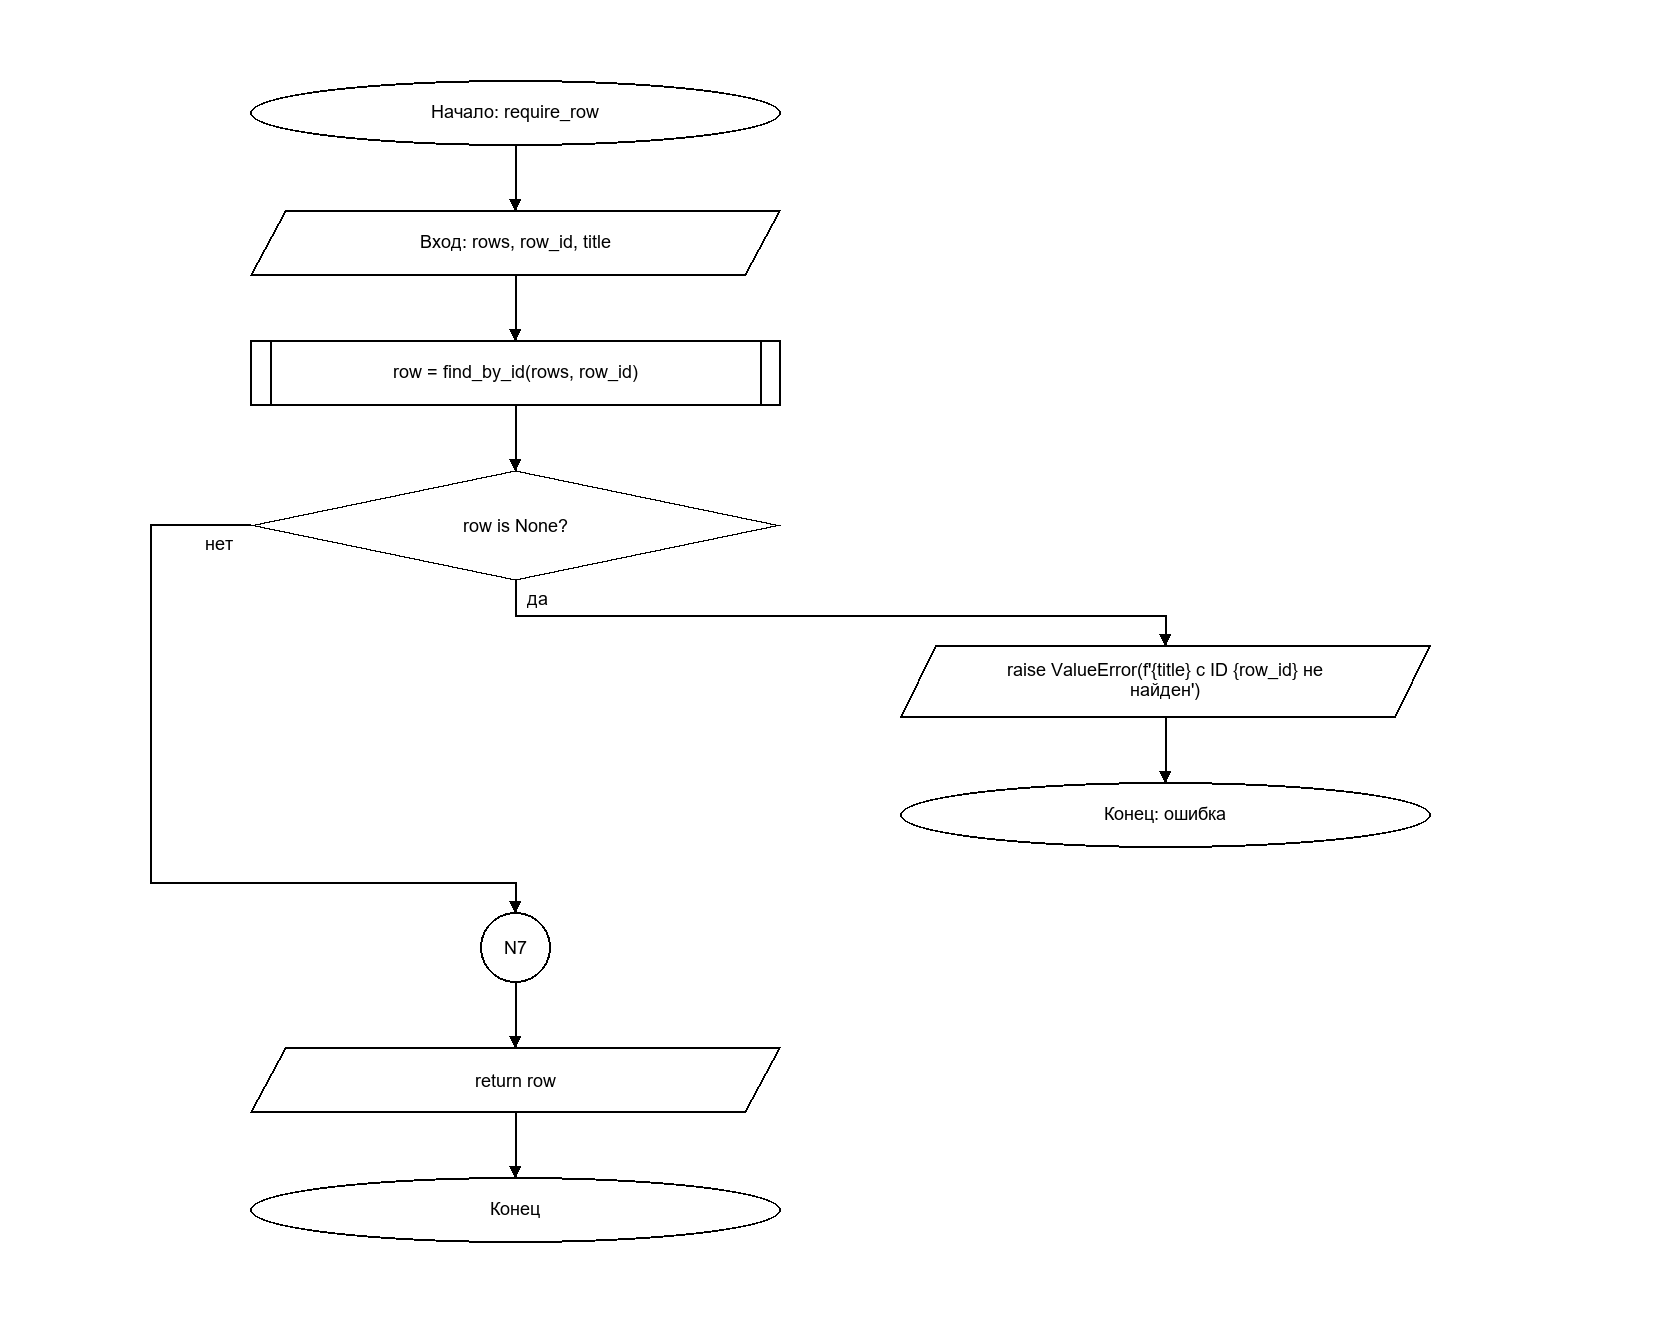 Начало: require_row
Вход: rows, row_id, title
row = find_by_id(rows, row_id)
row is None?
нет
да
raise ValueError(f'{title} с ID {row_id} не
найден')
Конец: ошибка
N7
return row
Конец